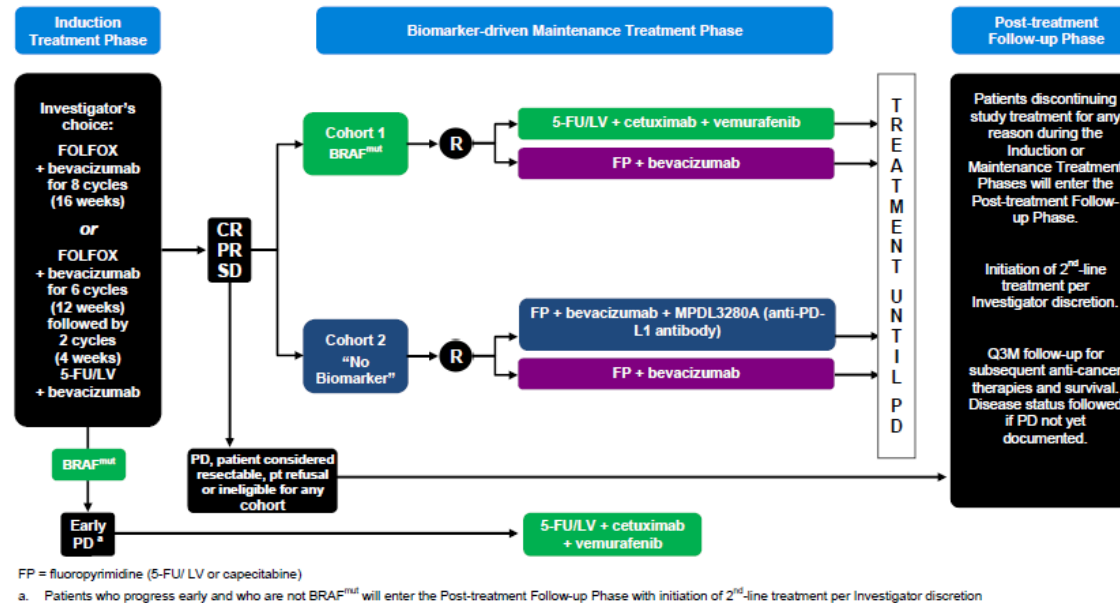 Induction
Treatment Phase
Biomarker-driven Maintenance Treatment Phase
Post-treatment
Follow-up Phase
Investigator's
choice:
FOLFOX
+ bevacizumab
for 8 cycles
(16 weeks)
or
FOLFOX
+ bevacizumab
for 6 cycles
(12 weeks)
followed by
2 cycles
(4 weeks)
5-FU/LV
+ bevacizumab
BRAFmut
Early
PD a
CR
PR
SD
PD, patient considered
resectable, pt refusal
or ineligible for any
cohort
Cohort 1
BRAFmut
R
5-FU/LV + cetuximab + vemurafenib
FP + bevacizumab
Cohort 2
“No
Biomarker”
R
FP + bevacizumab + MPDL3280A (anti-PD-
L1 antibody)
FP + bevacizumab
5-FU/LV + cetuximab
+ vemurafenib
TREATMENT UNTIL PD
Patients discontinuing
study treatment for any
reason during the
Induction or
Maintenance Treatment
Phases will enter the
Post-treatment Follow-
up Phase.
Initiation of 2nd-line
treatment per
Investigator discretion.
Q3M follow-up for
subsequent anti-cancer
therapies and survival.
Disease status followed
if PD not yet
documented.
FP = fluoropyrimidine (5-FU/ LV or capecitabine)
a. Patients who progress early and who are not BRAFmut will enter the Post-treatment Follow-up Phase with initiation of 2nd-line treatment per Investigator discretion